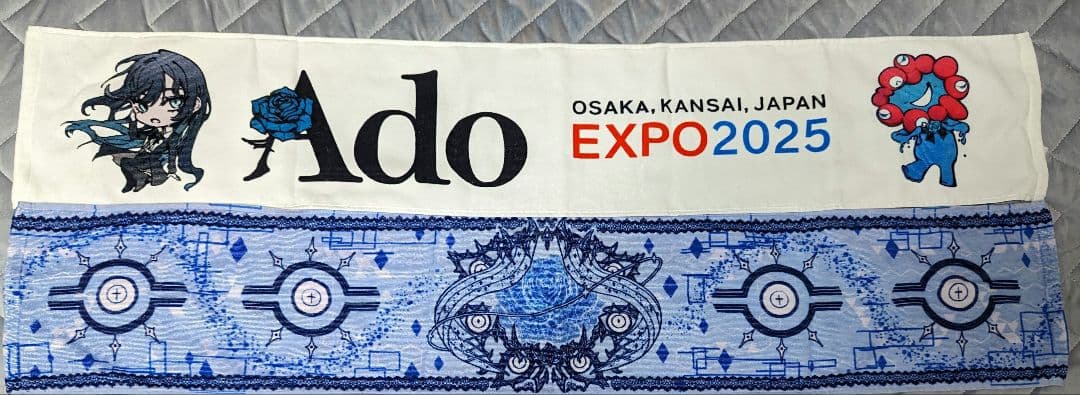 Ado
OSAKA, KANSAI, JAPAN
EXPO2025